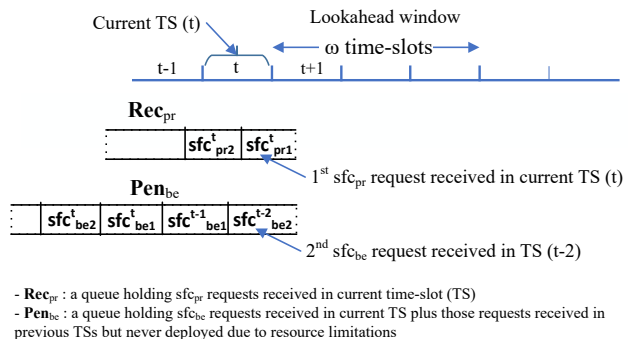 Current TS (t)
Lookahead window
ω time-slots
t-1
t
t+1
Rec_pr
sfc^t_pr2
sfc^t_pr1
1^st sfc_pr request received in current TS (t)
Pen_be
sfc^t_be2
sfc^t_be1
sfc^t-1_be1
sfc^t-2_be2
2^nd sfc_be request received in TS (t-2)
- Rec_pr : a queue holding sfc_pr requests received in current time-slot (TS)
- Pen_be : a queue holding sfc_be requests received in current TS plus those requests received in
previous TSs but never deployed due to resource limitations